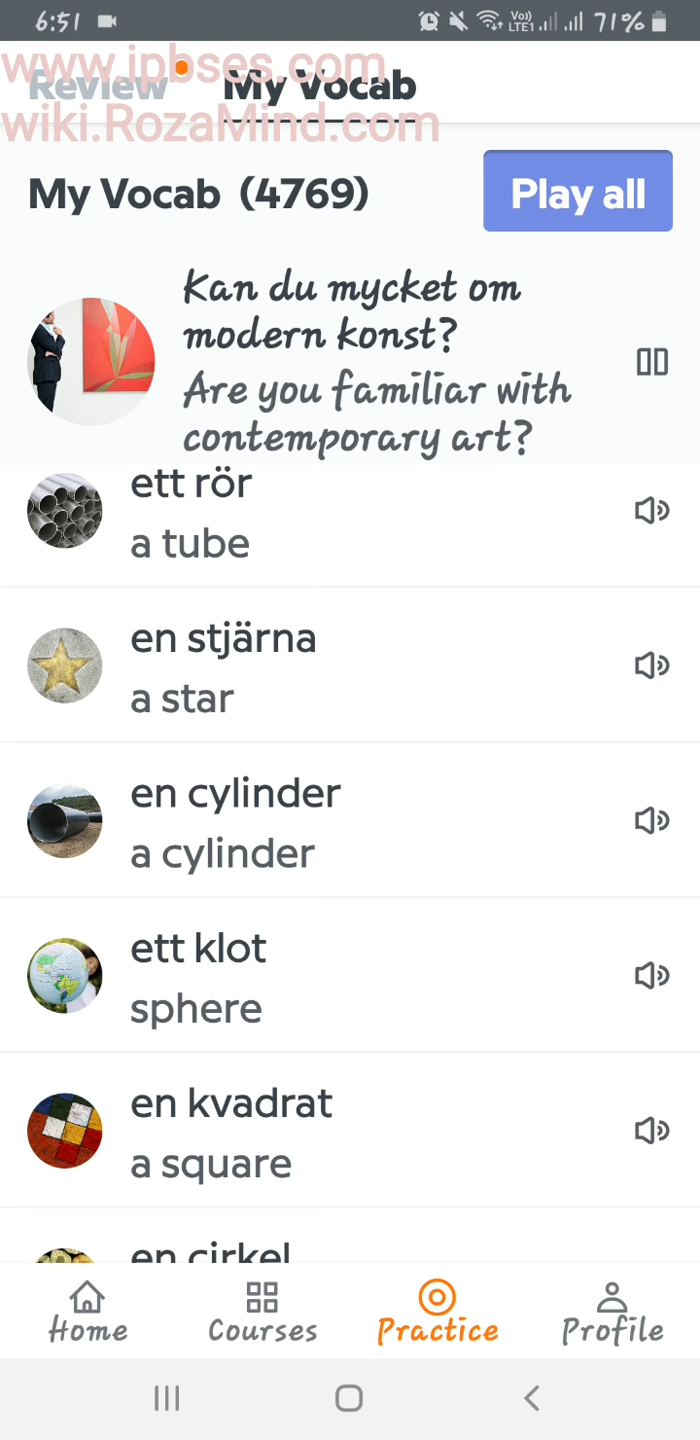 6:51
Vo)) LTE1 71%
www.ipbses.com
Review My Vocab
wiki.RozaMind.com
My Vocab (4769) Play all
Kan du mycket om
modern konst?
Are you familiar with
contemporary art?
ett rör
a tube
en stjärna
a star
en cylinder
a cylinder
ett klot
sphere
en kvadrat
a square
en cirkel
Home Courses Practice Profile